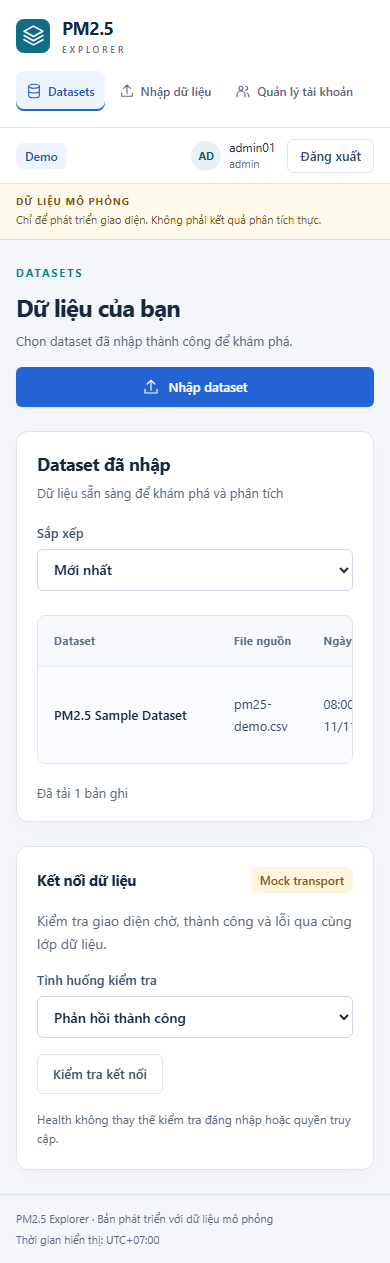 PM2.5
EXPLORER
Datasets
Nhập dữ liệu
Quản lý tài khoản
Demo
AD
admin01
admin
Đăng xuất
DỮ LIỆU MÔ PHỎNG
Chỉ để phát triển giao diện. Không phải kết quả phân tích thực.
DATASETS
Dữ liệu của bạn
Chọn dataset đã nhập thành công để khám phá.
Nhập dataset
Dataset đã nhập
Dữ liệu sẵn sàng để khám phá và phân tích
Sắp xếp
Mới nhất
Dataset
File nguồn
Ngày
PM2.5 Sample Dataset
pm25-
demo.csv
08:00
11/1
Đã tải 1 bản ghi
Kết nối dữ liệu
Mock transport
Kiểm tra giao diện chờ, thành công và lỗi qua cùng
lớp dữ liệu.
Tình huống kiểm tra
Phản hồi thành công
Kiểm tra kết nối
Health không thay thế kiểm tra đăng nhập hoặc quyền truy
cập.
PM2.5 Explorer · Bản phát triển với dữ liệu mô phỏng
Thời gian hiển thị: UTC+07:00